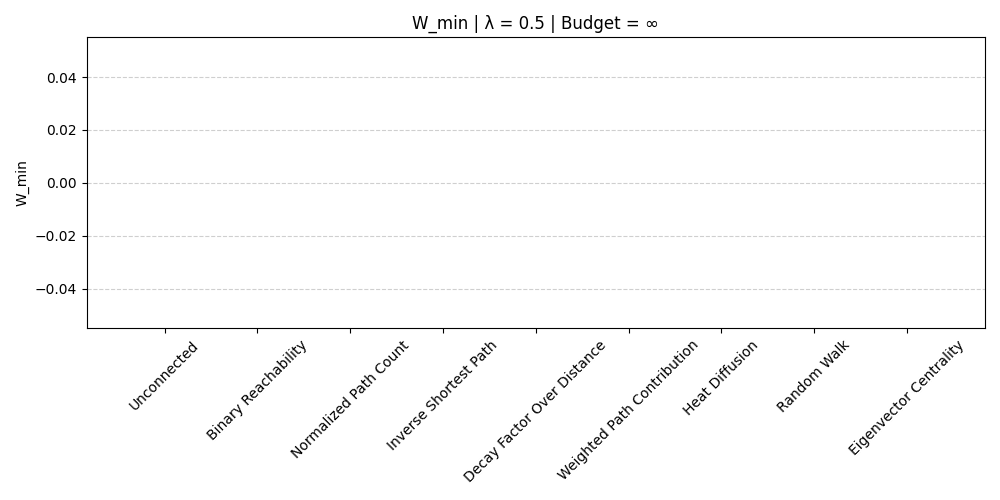 W_min | λ = 0.5 | Budget = ∞
W_min
0.04
0.02
0.00
−0.02
−0.04
Unconnected
Binary Reachability
Normalized Path Count
Inverse Shortest Path
Decay Factor Over Distance
Weighted Path Contribution
Heat Diffusion
Random Walk
Eigenvector Centrality